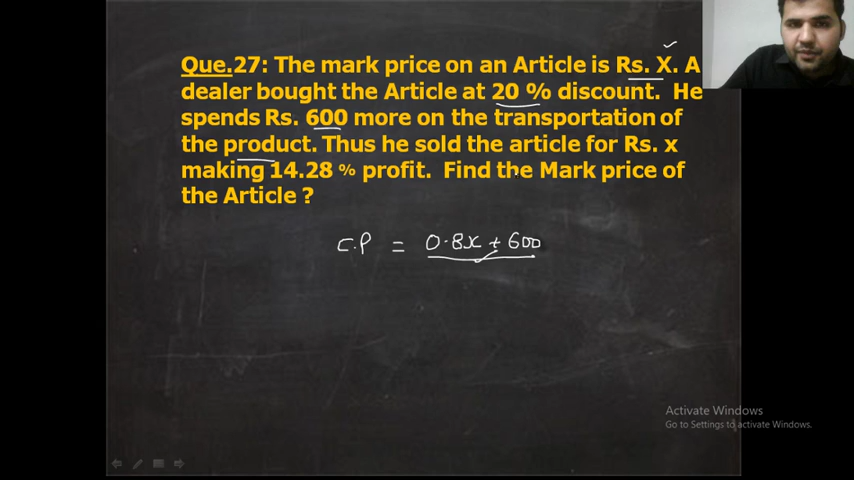 Que.27: The mark price on an Article is Rs. X. A
dealer bought the Article at 20 % discount. He
spends Rs. 600 more on the transportation of
the product. Thus he sold the article for Rs. x
making 14.28 % profit. Find the Mark price of
the Article ?
C.P = 0.8x + 600
Activate Windows
Go to Settings to activate Windows.